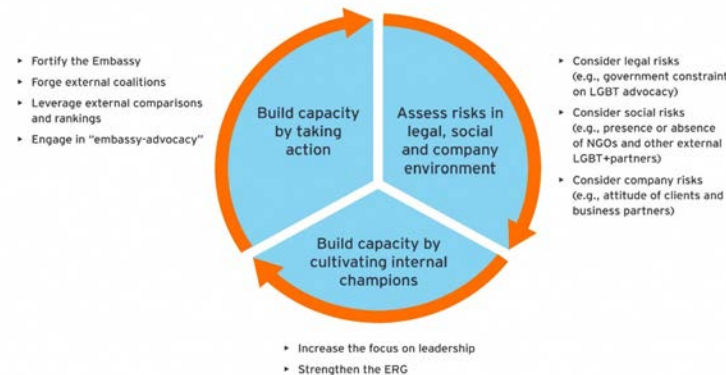 ▸ Fortify the Embassy
▸ Forge external coalitions
▸ Leverage external comparisons
and rankings
▸ Engage in “embassy-advocacy”
Build capacity
by taking
action
Assess risks in
legal, social
and company
environment
▸ Consider legal risks
(e.g., government constraint
on LGBT advocacy)
▸ Consider social risks
(e.g., presence or absence
of NGOs and other external
LGBT+partners)
▸ Consider company risks
(e.g., attitude of clients and
business partners)
Build capacity by
cultivating internal
champions
▸ Increase the focus on leadership
▸ Strengthen the ERG